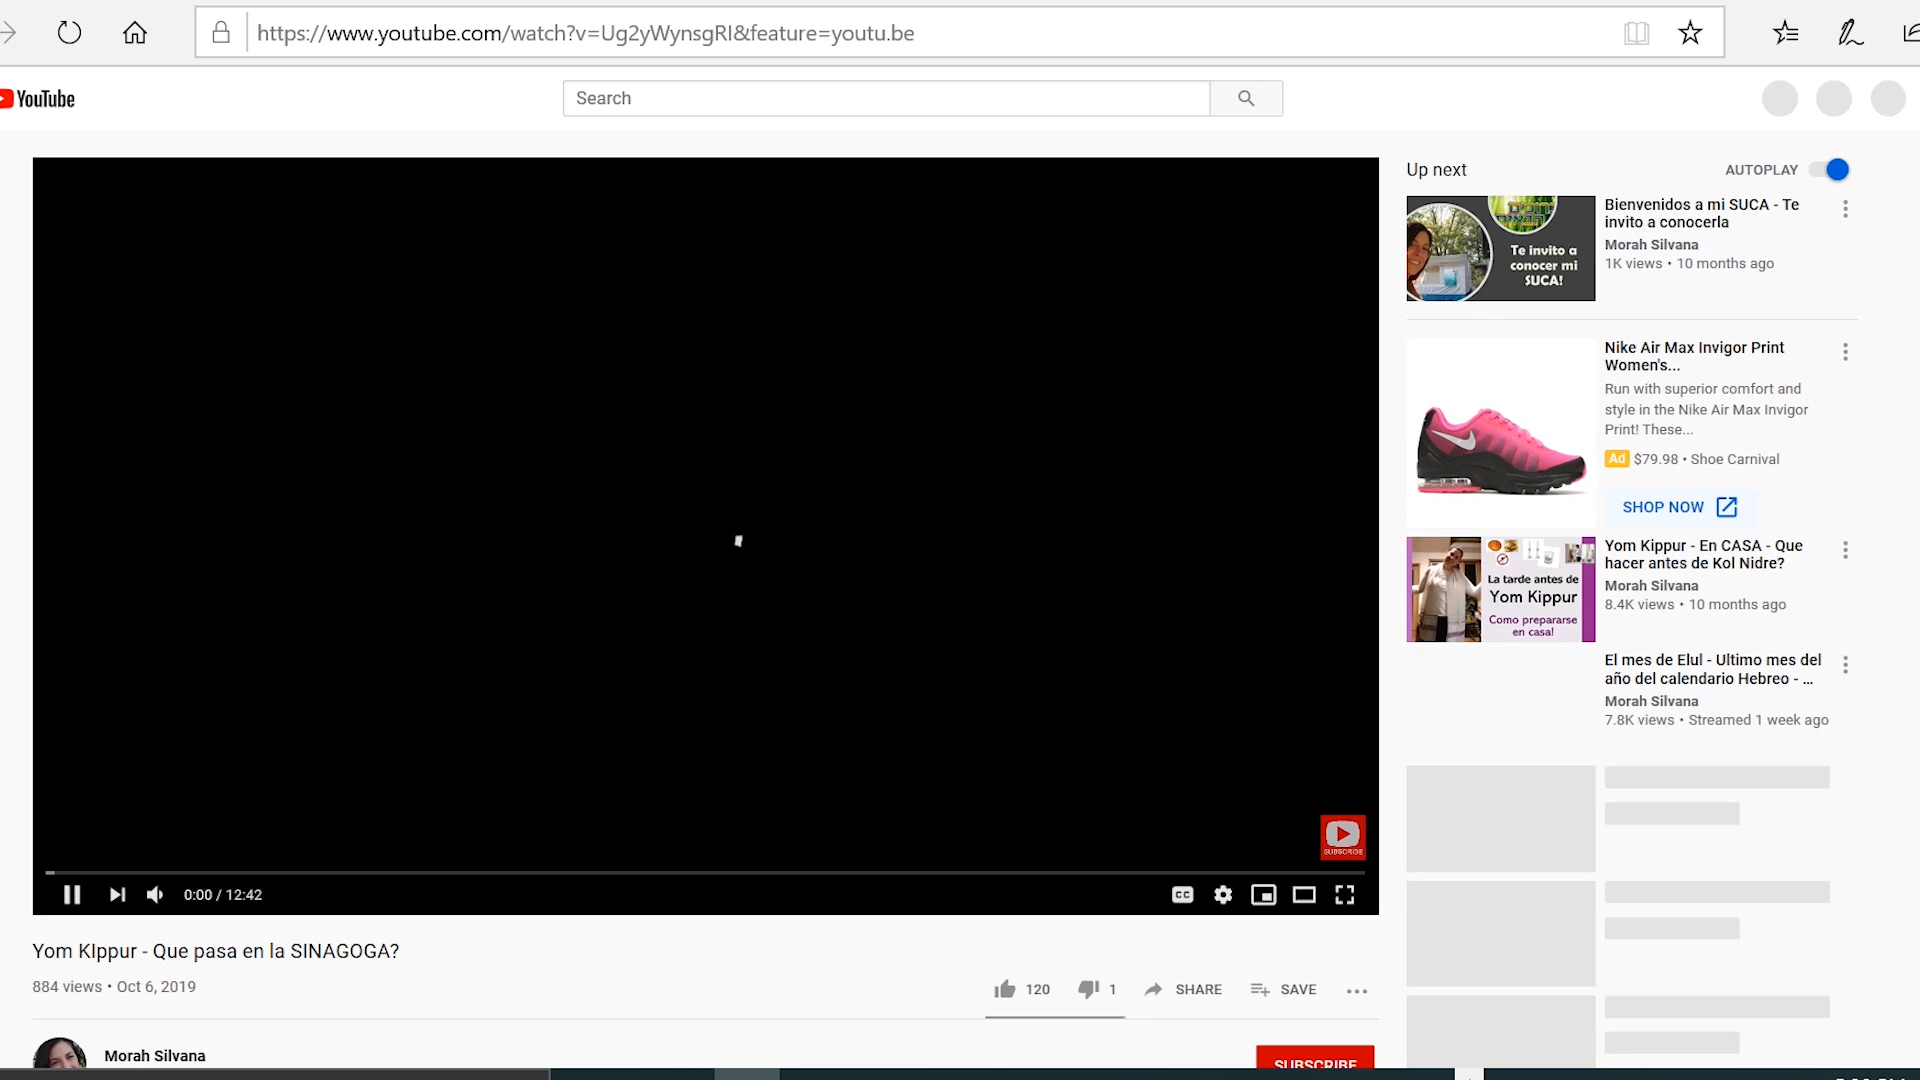 https://www.youtube.com/watch?v=Ug2yWynsgRI&feature=youtu.be
YouTube
Search
Up next
AUTOPLAY
Te invito a
conocer mi
SUCA!
Bienvenidos a mi SUCA - Te
invito a conocerla
Morah Silvana
1K views • 10 months ago
Nike Air Max Invigor Print
Women's...
Run with superior comfort and
style in the Nike Air Max Invigor
Print! These...
Ad $79.98 • Shoe Carnival
SHOP NOW
La tarde antes de
Yom Kippur
Como prepararse
en casa!
Yom Kippur - En CASA - Que
hacer antes de Kol Nidre?
Morah Silvana
8.4K views • 10 months ago
El mes de Elul - Ultimo mes del
año del calendario Hebreo - ...
Morah Silvana
7.8K views • Streamed 1 week ago
SUBSCRIBE
0:00 / 12:42
CC
Yom KIppur - Que pasa en la SINAGOGA?
884 views • Oct 6, 2019
120
1
SHARE
SAVE
Morah Silvana
SUBSCRIBE